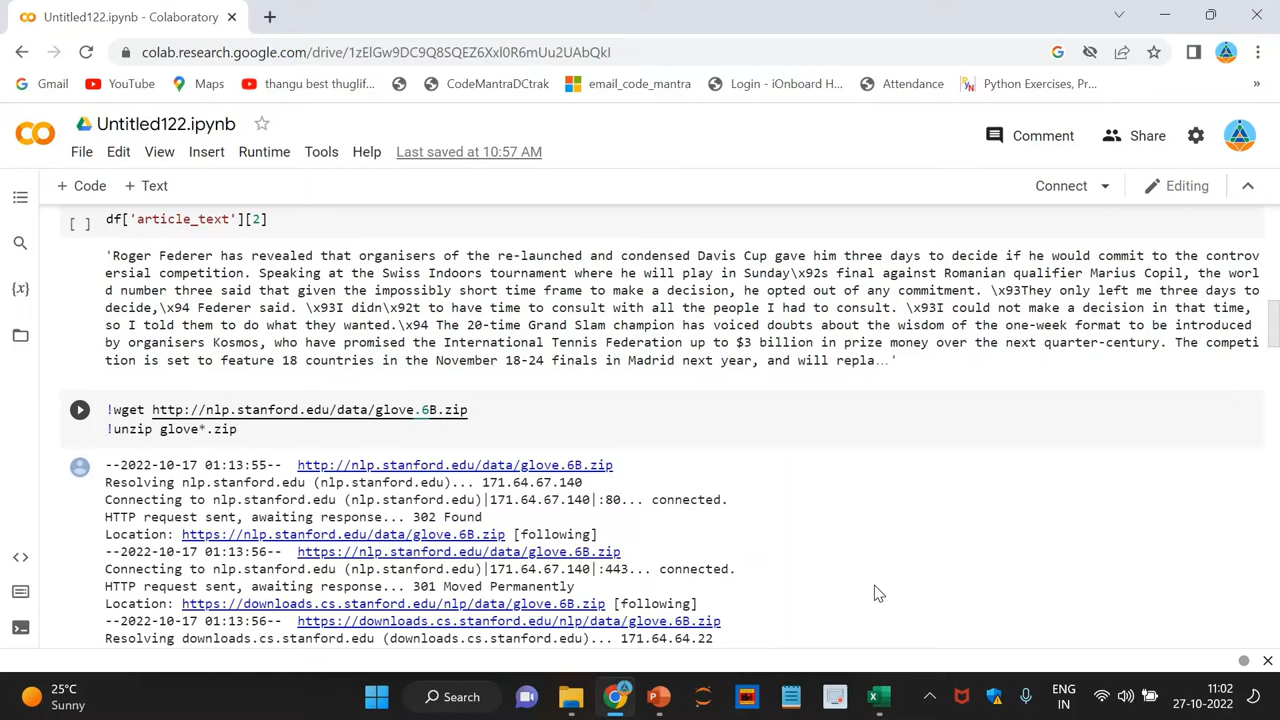 Untitled122.ipynb - Colaboratory
colab.research.google.com/drive/1zElGw9DC9Q8SQEZ6Xxl0R6mUu2UAbQkI
Gmail YouTube Maps thangu best thuglif... CodeMantraDCtrak email_code_mantra Login - iOnboard H... Attendance Python Exercises, Pr... »
Untitled122.ipynb
Comment Share
File Edit View Insert Runtime Tools Help Last saved at 10:57 AM
+ Code + Text Connect Editing
[ ] df['article_text'][2]
'Roger Federer has revealed that organisers of the re-launched and condensed Davis Cup gave him three days to decide if he would commit to the controv
ersial competition. Speaking at the Swiss Indoors tournament where he will play in Sunday\x92s final against Romanian qualifier Marius Copil, the worl
d number three said that given the impossibly short time frame to make a decision, he opted out of any commitment. \x93They only left me three days to
decide,\x94 Federer said. \x93I didn\x92t to have time to consult with all the people I had to consult. \x93I could not make a decision in that time,
so I told them to do what they wanted.\x94 The 20-time Grand Slam champion has voiced doubts about the wisdom of the one-week format to be introduced
by organisers Kosmos, who have promised the International Tennis Federation up to $3 billion in prize money over the next quarter-century. The competi
tion is set to feature 18 countries in the November 18-24 finals in Madrid next year, and will repla...'
!wget http://nlp.stanford.edu/data/glove.6B.zip
!unzip glove*.zip
--2022-10-17 01:13:55-- http://nlp.stanford.edu/data/glove.6B.zip
Resolving nlp.stanford.edu (nlp.stanford.edu)... 171.64.67.140
Connecting to nlp.stanford.edu (nlp.stanford.edu)|171.64.67.140|:80... connected.
HTTP request sent, awaiting response... 302 Found
Location: https://nlp.stanford.edu/data/glove.6B.zip [following]
--2022-10-17 01:13:56-- https://nlp.stanford.edu/data/glove.6B.zip
Connecting to nlp.stanford.edu (nlp.stanford.edu)|171.64.67.140|:443... connected.
HTTP request sent, awaiting response... 301 Moved Permanently
Location: https://downloads.cs.stanford.edu/nlp/data/glove.6B.zip [following]
--2022-10-17 01:13:56-- https://downloads.cs.stanford.edu/nlp/data/glove.6B.zip
Resolving downloads.cs.stanford.edu (downloads.cs.stanford.edu)... 171.64.64.22
25°C
Sunny
Search
ENG
IN
11:02
27-10-2022